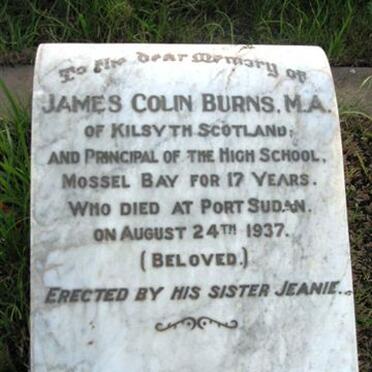 To the dear Memory of
JAMES COLIN BURNS. M.A.
OF KILSYTH SCOTLAND;
AND PRINCIPAL OF THE HIGH SCHOOL,
MOSSEL BAY FOR 17 YEARS.
WHO DIED AT PORT SUDAN.
ON AUGUST 24TH 1937.
(BELOVED.)
ERECTED BY HIS SISTER JEANIE..